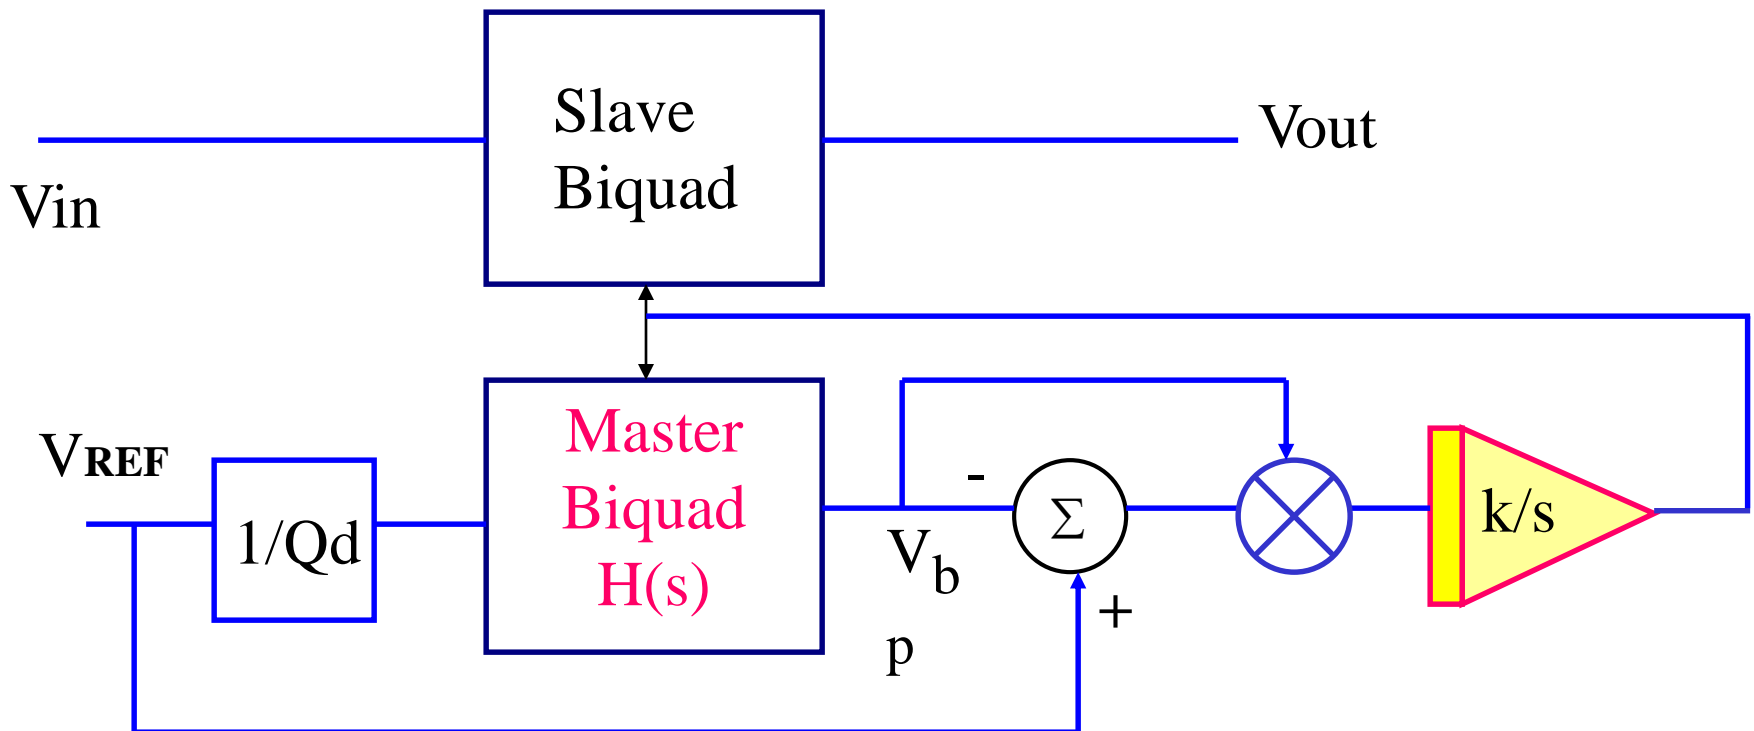 Slave
Biquad
Vout
Vin
Master
Biquad
H(s)
VREF
1/Qd
-
Σ
k/s
Vb
p
+